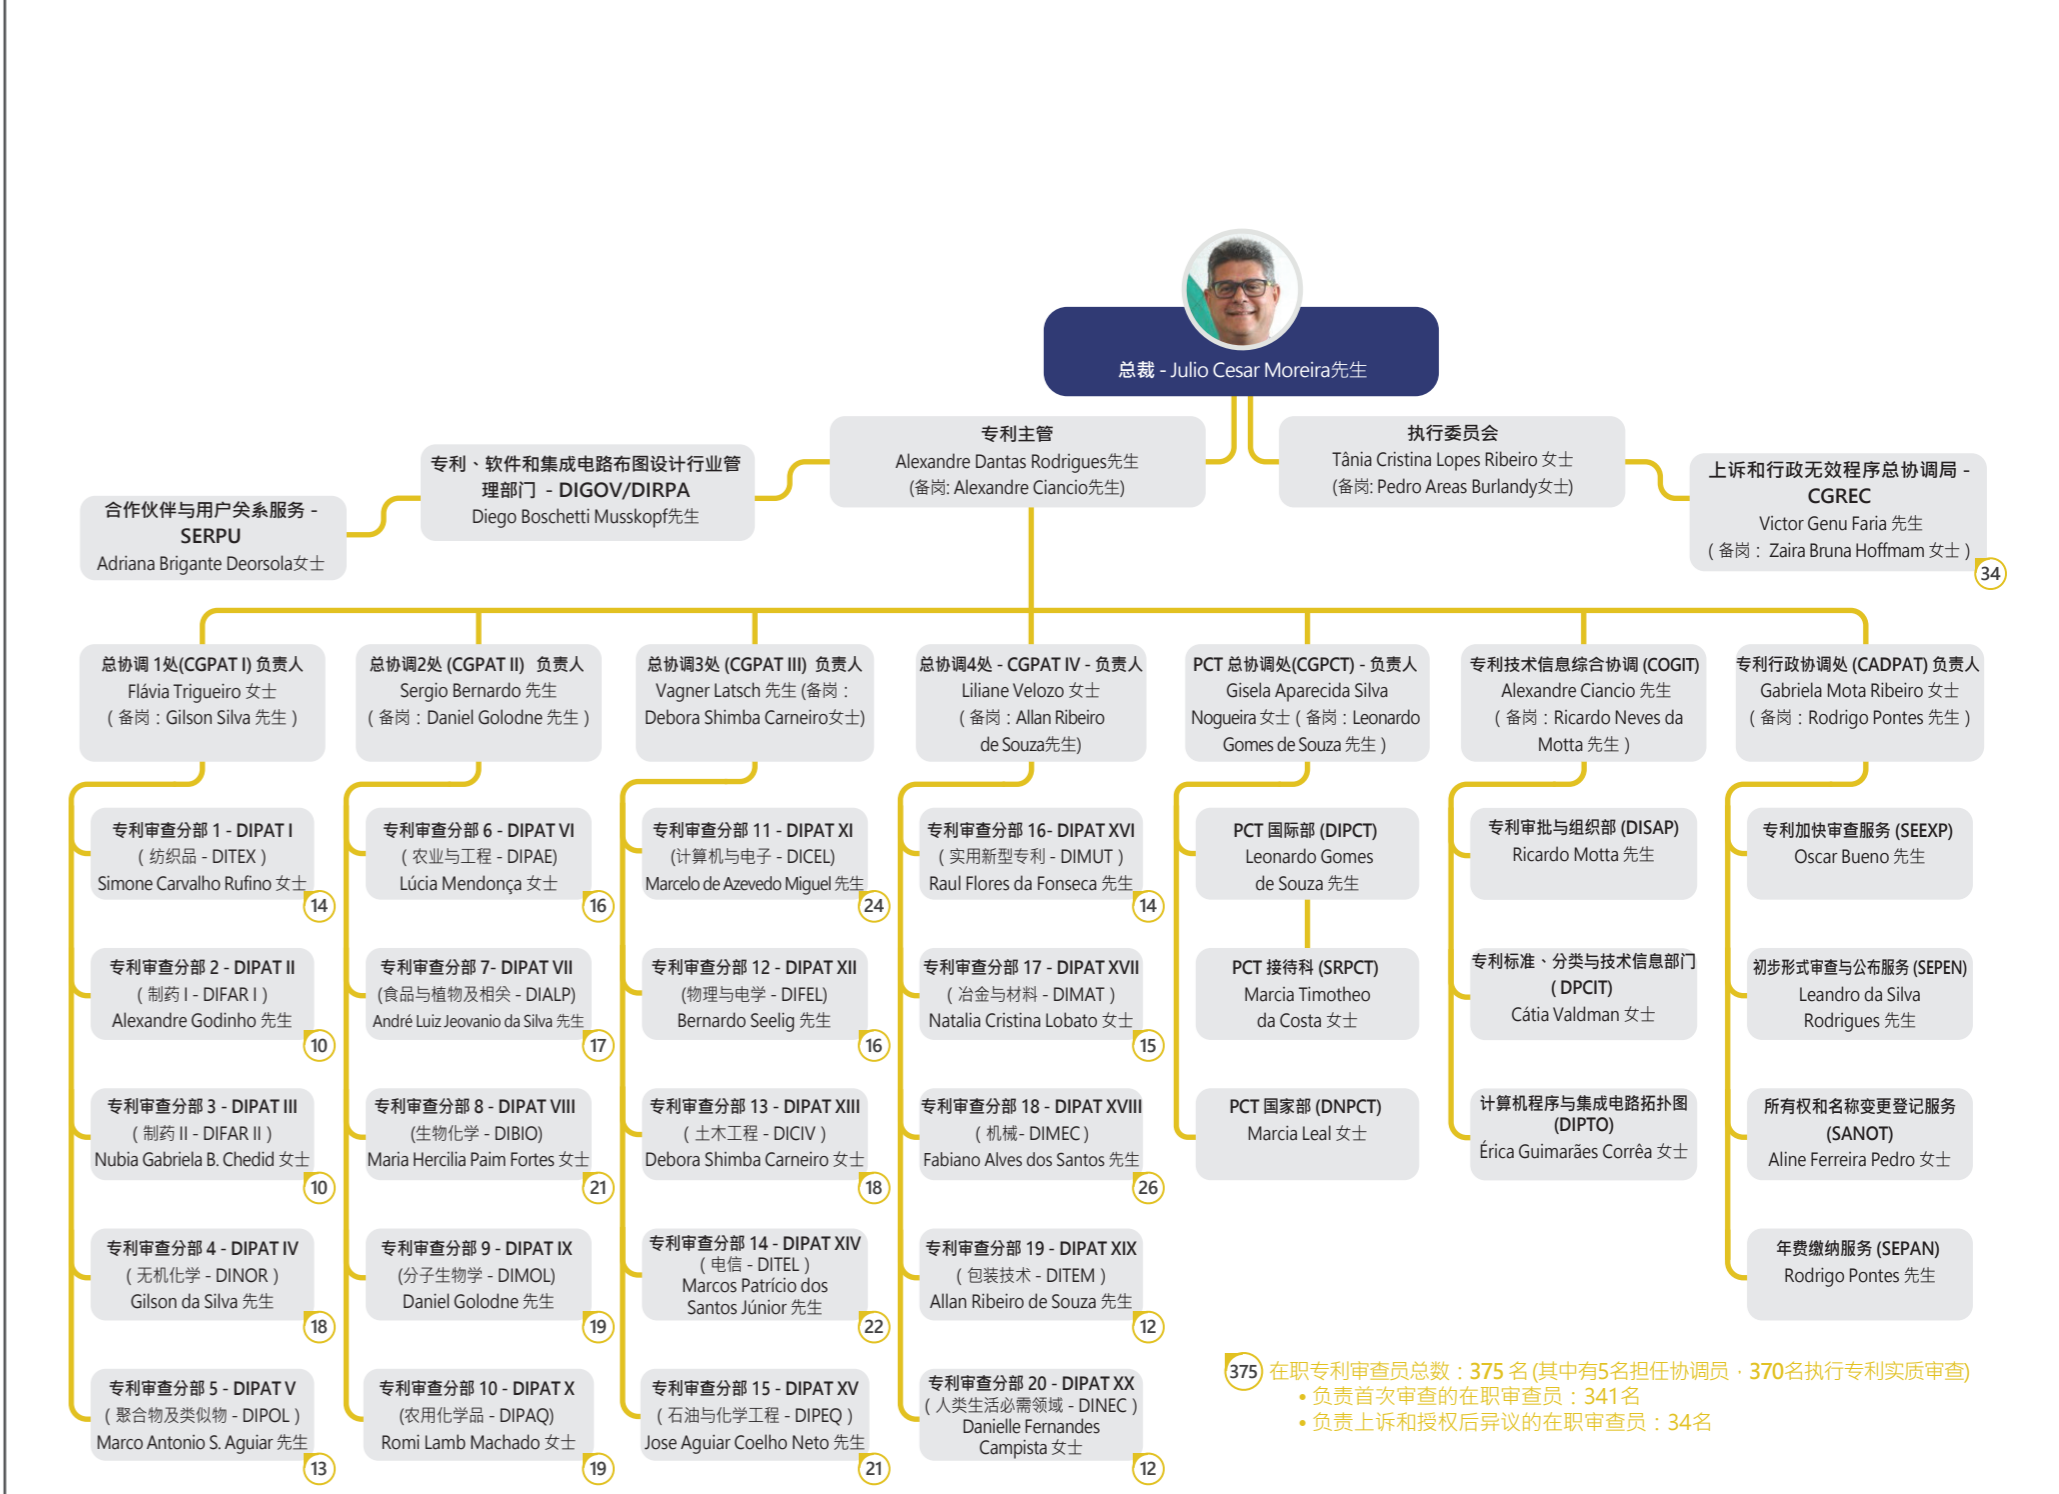 总裁 - Julio Cesar Moreira先生
专利主管
Alexandre Dantas Rodrigues先生
(备岗: Alexandre Ciancio先生)
执行委员会
Tânia Cristina Lopes Ribeiro 女士
(备岗: Pedro Areas Burlandy女士)
专利、软件和集成电路布图设计行业管
理部门 - DIGOV/DIRPA
Diego Boschetti Musskopf先生
合作伙伴与用户关系服务 -
SERPU
Adriana Brigante Deorsola女士
上诉和行政无效程序总协调局 -
CGREC
Victor Genu Faria 先生
( 备岗： Zaira Bruna Hoffmam 女士 )
34
总协调 1处(CGPAT I) 负责人
Flávia Trigueiro 女士
( 备岗：Gilson Silva 先生 )
总协调2处 (CGPAT II) 负责人
Sergio Bernardo 先生
( 备岗：Daniel Golodne 先生 )
总协调3处 (CGPAT III) 负责人
Vagner Latsch 先生 (备岗：
Debora Shimba Carneiro女士)
总协调4处 - CGPAT IV - 负责人
Liliane Velozo 女士
( 备岗：Allan Ribeiro
de Souza先生)
PCT 总协调处(CGPCT) - 负责人
Gisela Aparecida Silva
Nogueira 女士 ( 备岗：Leonardo
Gomes de Souza 先生 )
专利技术信息综合协调 (COGIT)
Alexandre Ciancio 先生
( 备岗：Ricardo Neves da
Motta 先生 )
专利行政协调处 (CADPAT) 负责人
Gabriela Mota Ribeiro 女士
( 备岗：Rodrigo Pontes 先生 )
专利审查分部 1 - DIPAT I
( 纺织品 - DITEX )
Simone Carvalho Rufino 女士
14
专利审查分部 2 - DIPAT II
( 制药 I - DIFAR I )
Alexandre Godinho 先生
10
专利审查分部 3 - DIPAT III
( 制药 II - DIFAR II )
Nubia Gabriela B. Chedid 女士
10
专利审查分部 4 - DIPAT IV
( 无机化学 - DINOR )
Gilson da Silva 先生
18
专利审查分部 5 - DIPAT V
( 聚合物及类似物 - DIPOL )
Marco Antonio S. Aguiar 先生
13
专利审查分部 6 - DIPAT VI
( 农业与工程 - DIPAE)
Lúcia Mendonça 女士
16
专利审查分部 7- DIPAT VII
(食品与植物及相关 - DIALP)
André Luiz Jeovanio da Silva 先生
17
专利审查分部 8 - DIPAT VIII
(生物化学 - DIBIO)
Maria Hercilia Paim Fortes 女士
21
专利审查分部 9 - DIPAT IX
(分子生物学 - DIMOL)
Daniel Golodne 先生
19
专利审查分部 10 - DIPAT X
(农用化学品 - DIPAQ)
Romi Lamb Machado 女士
19
专利审查分部 11 - DIPAT XI
(计算机与电子 - DICEL)
Marcelo de Azevedo Miguel 先生
24
专利审查分部 12 - DIPAT XII
(物理与电学 - DIFEL)
Bernardo Seelig 先生
16
专利审查分部 13 - DIPAT XIII
( 土木工程 - DICIV )
Debora Shimba Carneiro 女士
18
专利审查分部 14 - DIPAT XIV
( 电信 - DITEL )
Marcos Patrício dos
Santos Júnior 先生
22
专利审查分部 15 - DIPAT XV
( 石油与化学工程 - DIPEQ )
Jose Aguiar Coelho Neto 先生
21
专利审查分部 16- DIPAT XVI
( 实用新型专利 - DIMUT )
Raul Flores da Fonseca 先生
14
专利审查分部 17 - DIPAT XVII
( 冶金与材料 - DIMAT )
Natalia Cristina Lobato 女士
15
专利审查分部 18 - DIPAT XVIII
( 机械- DIMEC )
Fabiano Alves dos Santos 先生
26
专利审查分部 19 - DIPAT XIX
( 包装技术 - DITEM )
Allan Ribeiro de Souza 先生
12
专利审查分部 20 - DIPAT XX
( 人类生活必需领域 - DINEC )
Danielle Fernandes
Campista 女士
12
PCT 国际部 (DIPCT)
Leonardo Gomes
de Souza 先生
PCT 接待科 (SRPCT)
Marcia Timotheo
da Costa 女士
PCT 国家部 (DNPCT)
Marcia Leal 女士
专利审批与组织部 (DISAP)
Ricardo Motta 先生
专利标准、分类与技术信息部门
( DPCIT)
Cátia Valdman 女士
计算机程序与集成电路拓扑图
(DIPTO)
Érica Guimarães Corrêa 女士
专利加快审查服务 (SEEXP)
Oscar Bueno 先生
初步形式审查与公布服务 (SEPEN)
Leandro da Silva
Rodrigues 先生
所有权和名称变更登记服务
(SANOT)
Aline Ferreira Pedro 女士
年费缴纳服务 (SEPAN)
Rodrigo Pontes 先生
375 在职专利审查员总数：375 名 (其中有5名担任协调员，370名执行专利实质审查)
• 负责首次审查的在职审查员：341名
• 负责上诉和授权后异议的在职审查员：34名